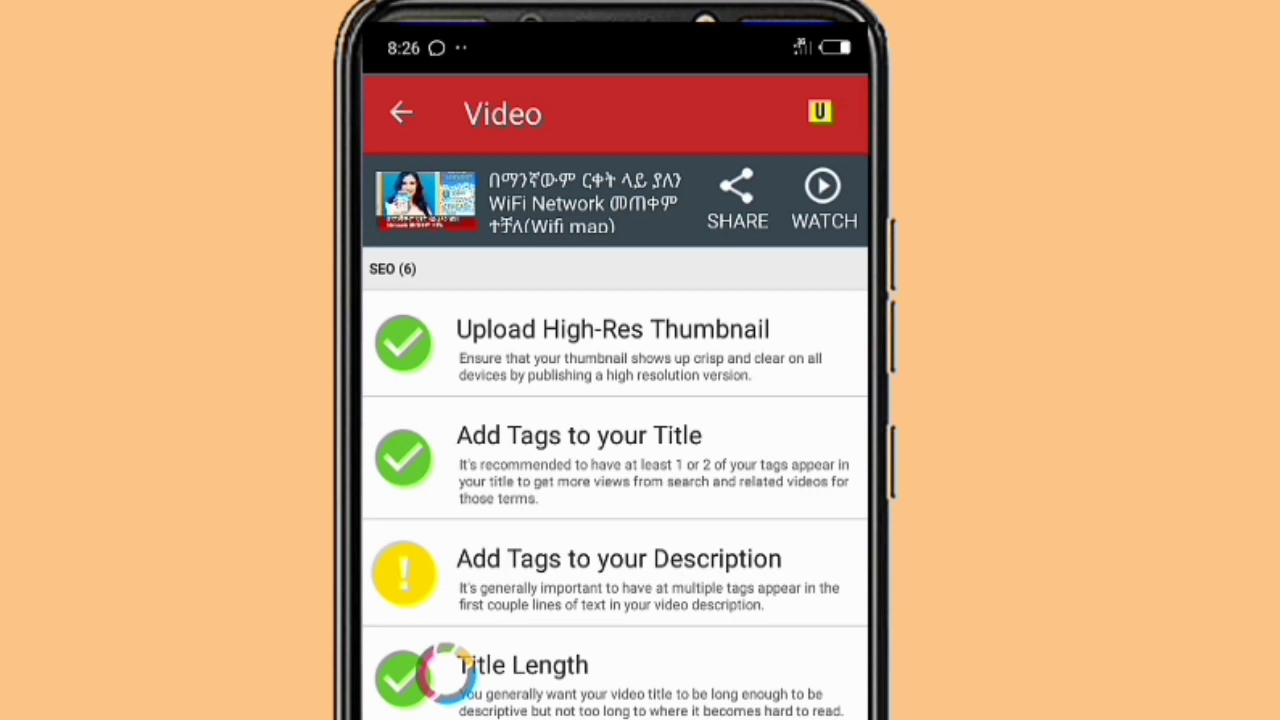 8:26
Video
U
በማንኛውም ርቀት ላይ ያለን
WiFi Network መጠቀም
ተቻለ(Wifi map)
SHARE
WATCH
SEO (6)
Upload High-Res Thumbnail
Ensure that your thumbnail shows up crisp and clear on all
devices by publishing a high resolution version.
Add Tags to your Title
It's recommended to have at least 1 or 2 of your tags appear in
your title to get more views from search and related videos for
those terms.
Add Tags to your Description
It's generally important to have at multiple tags appear in the
first couple lines of text in your video description.
Title Length
You generally want your video title to be long enough to be
descriptive but not too long to where it becomes hard to read.